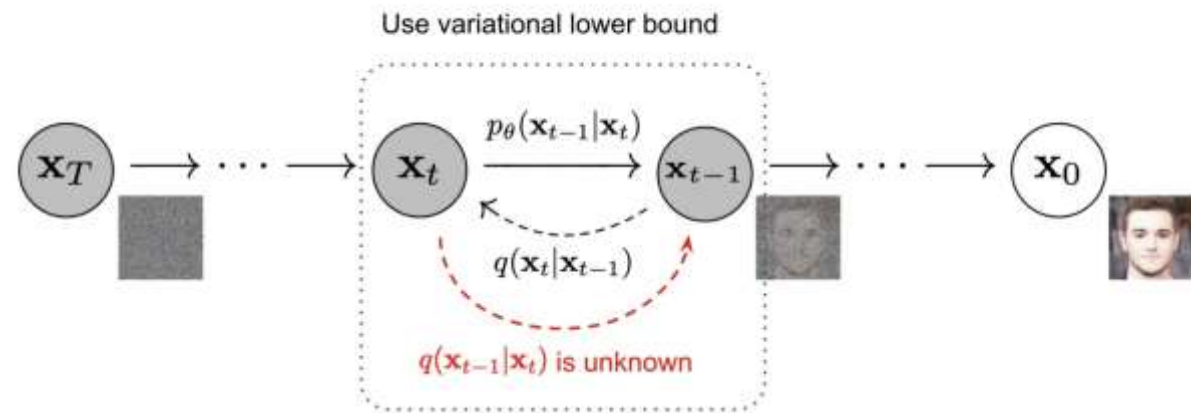 Use variational lower bound
x_T → ⋯ → x_t p_θ(x_{t−1}|x_t) x_{t−1} → ⋯ → x_0
q(x_t|x_{t−1})
q(x_{t−1}|x_t) is unknown